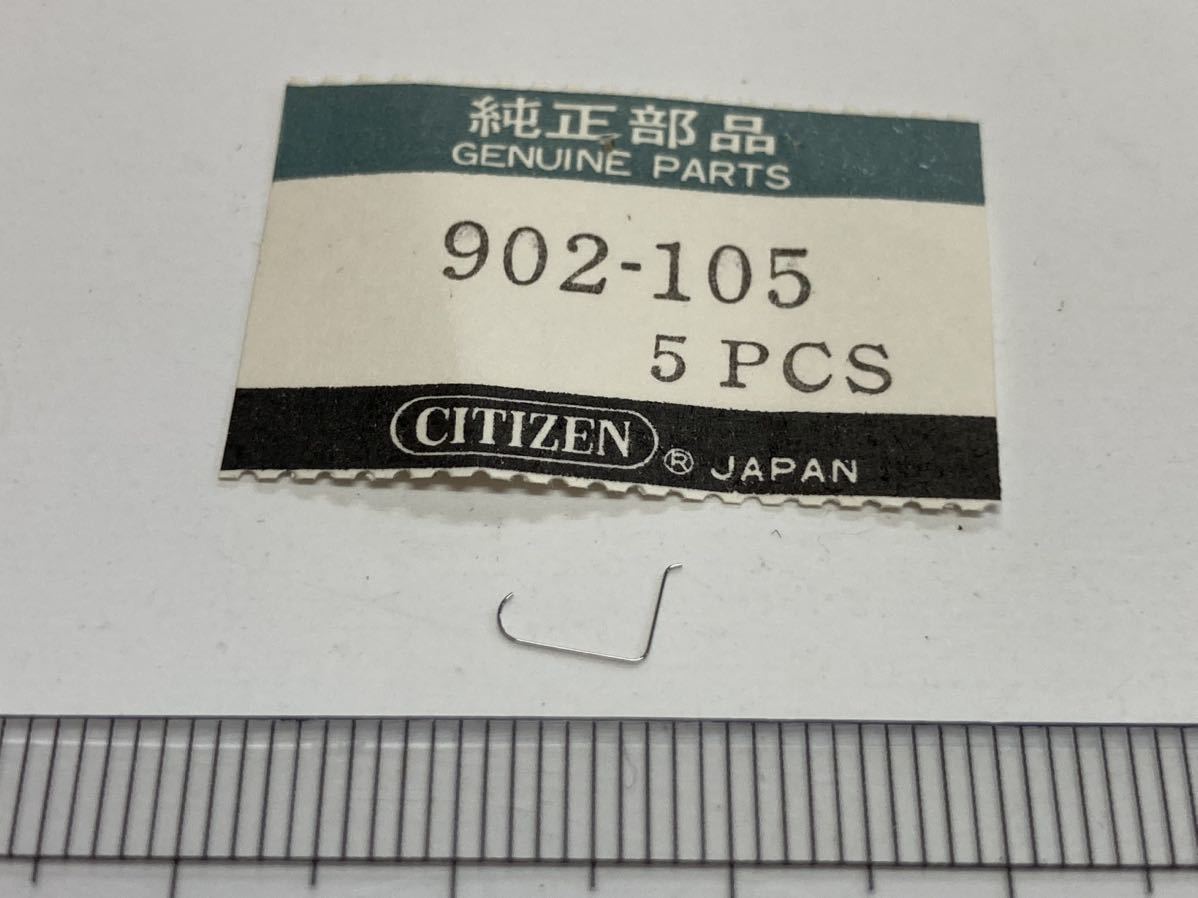 純正部品
GENUINE PARTS
902-105
5 PCS
CITIZEN ® JAPAN